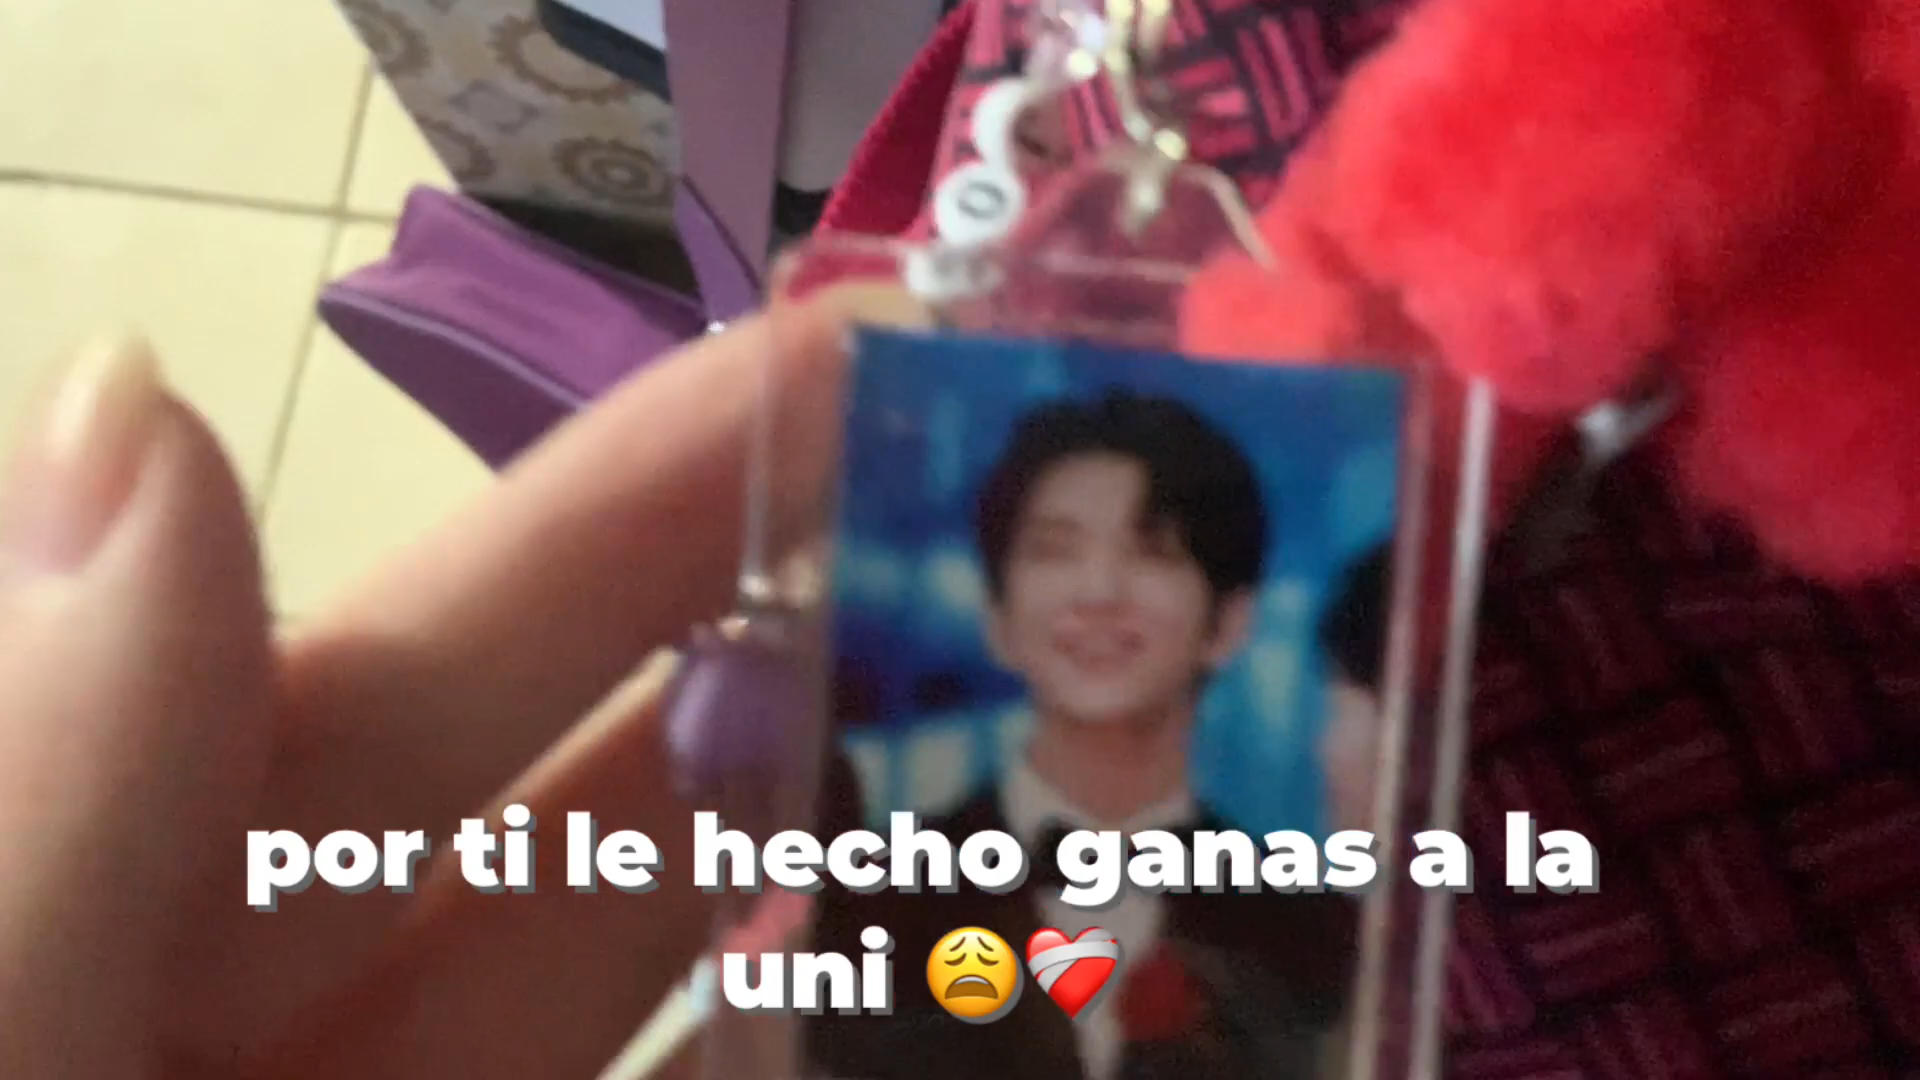 por ti le hecho ganas a la
uni 😩❤️‍🩹